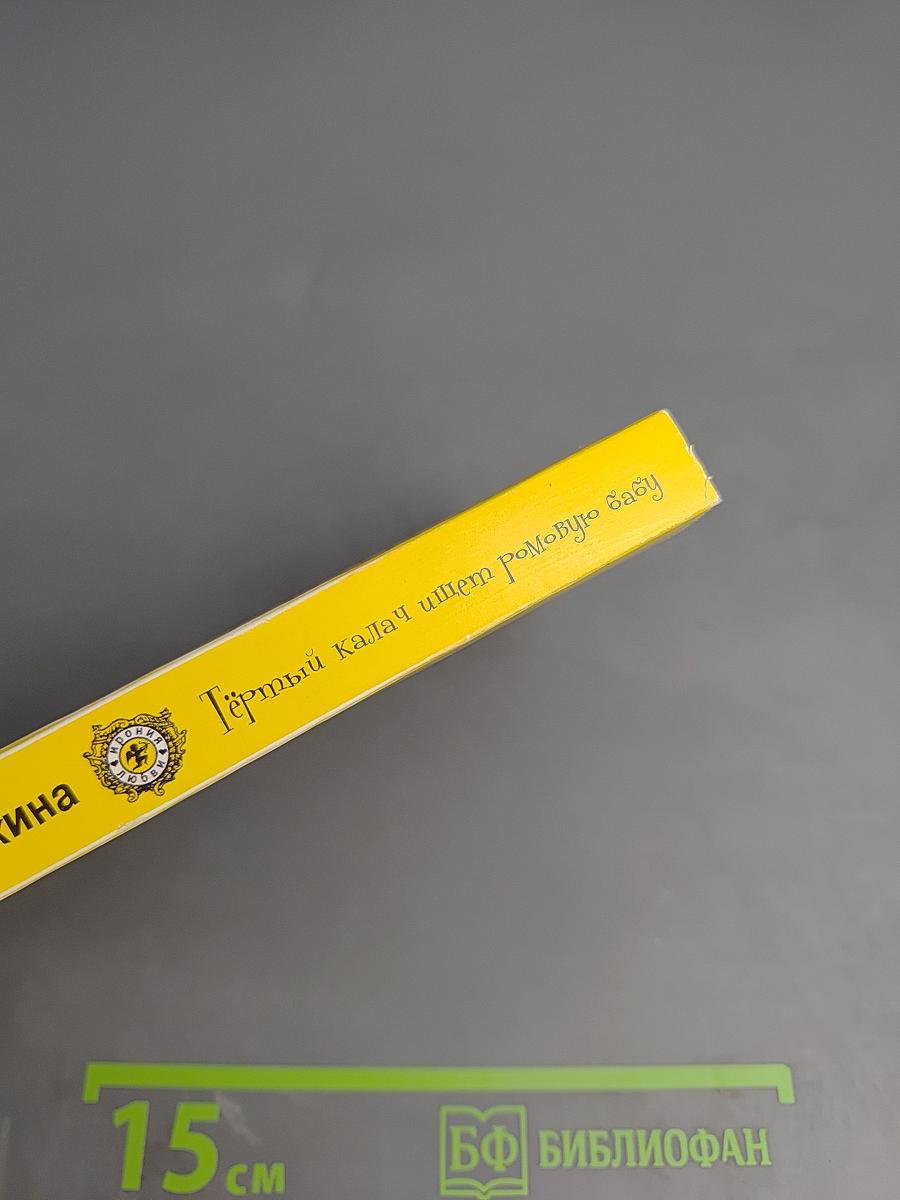 кина
ирония
любви
Тёртый калач ищет ромовую бабу
15 см
БФ БИБЛИОФАН